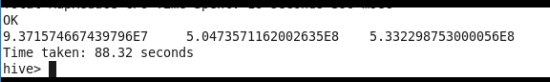 OK
9.371574667439796E7 5.0473571162002635E8 5.332298753000056E8
Time taken: 88.32 seconds
hive>